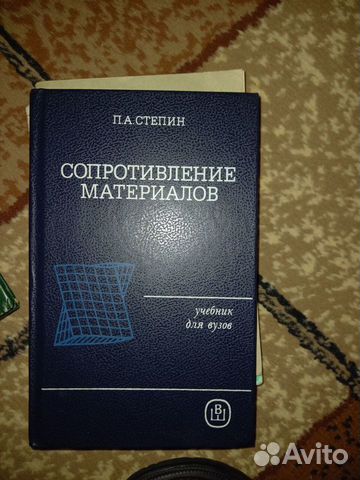 П.А.СТЕПИН
СОПРОТИВЛЕНИЕ
МАТЕРИАЛОВ
учебник
для вузов
В
Ш
Avito